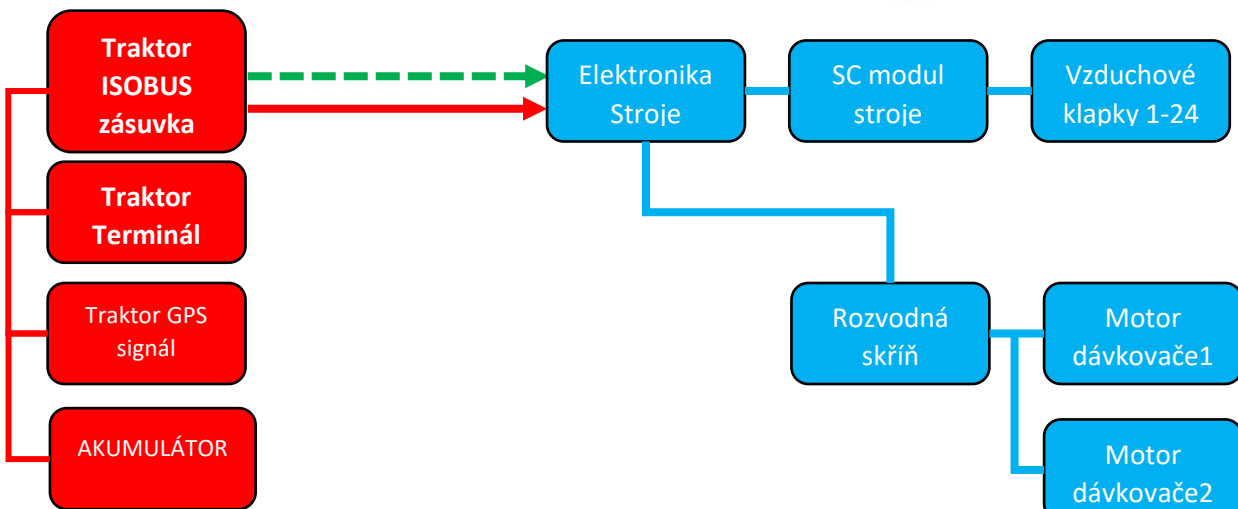 Traktor
ISOBUS
zásuvka
Elektronika
Stroje
SC modul
stroje
Vzduchové
klapky 1-24
Traktor
Terminál
Traktor GPS
signál
Rozvodná
skříň
Motor
dávkovače1
AKUMULÁTOR
Motor
dávkovače2